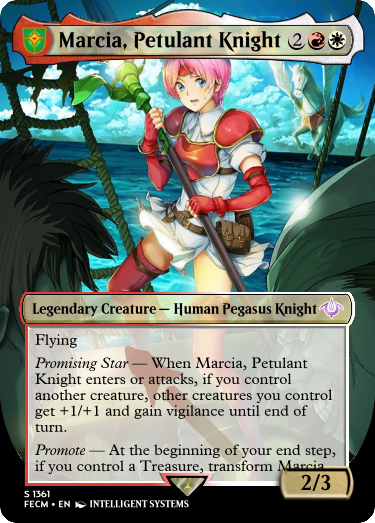 Marcia, Petulant Knight 2
Legendary Creature — Human Pegasus Knight
Flying
Promising Star — When Marcia, Petulant
Knight enters or attacks, if you control
another creature, other creatures you control
get +1/+1 and gain vigilance until end of
turn.
Promote — At the beginning of your end step,
if you control a Treasure, transform Marcia.
2/3
S 1361
FECM • EN INTELLIGENT SYSTEMS